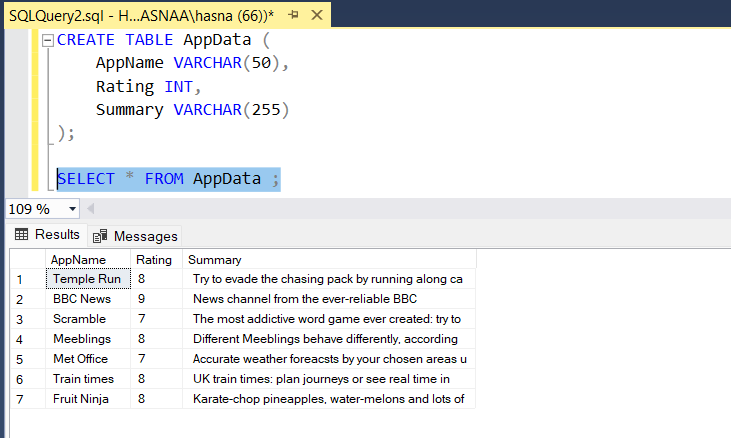 SQLQuery2.sql - H...ASNAA\hasna (66))*
CREATE TABLE AppData (
AppName VARCHAR(50),
Rating INT,
Summary VARCHAR(255)
);
SELECT * FROM AppData ;
109 %
Results Messages
AppName Rating Summary
1 Temple Run 8 Try to evade the chasing pack by running along ca
2 BBC News 9 News channel from the ever-reliable BBC
3 Scramble 7 The most addictive word game ever created: try to
4 Meeblings 8 Different Meeblings behave differently, according
5 Met Office 7 Accurate weather foreacsts by your chosen areas u
6 Train times 8 UK train times: plan journeys or see real time in
7 Fruit Ninja 8 Karate-chop pineapples, water-melons and lots of